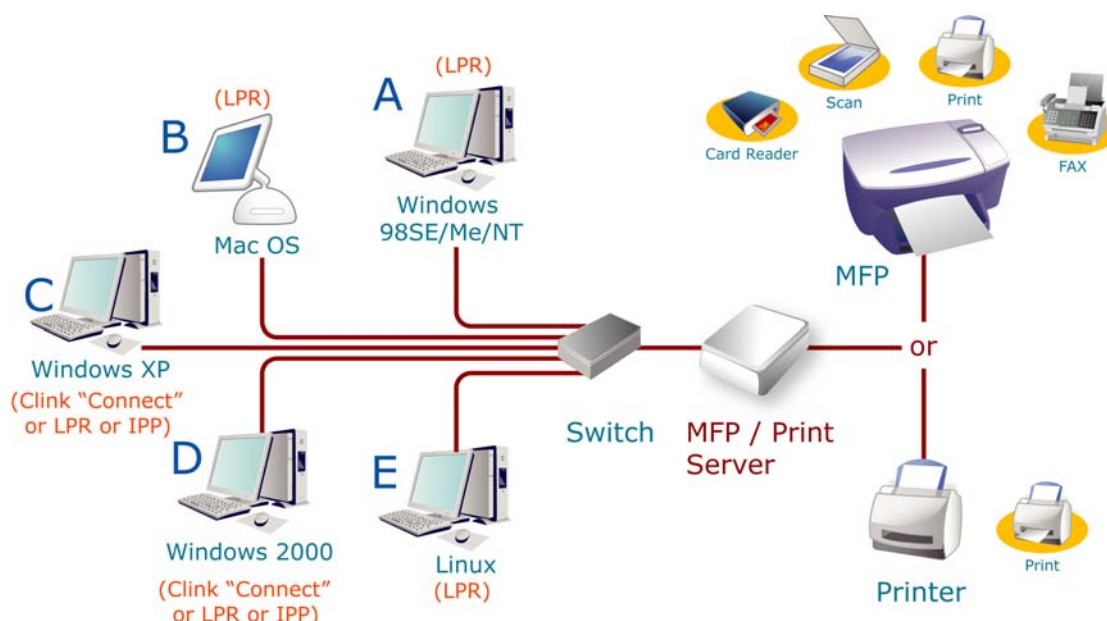 (LPR)
A
Windows
98SE/Me/NT
(LPR)
B
Mac OS
C
Windows XP
(Clink “Connect”
or LPR or IPP)
D
Windows 2000
(Clink “Connect”
or LPR or IPP)
E
Linux
(LPR)
Switch
MFP / Print
Server
or
Card Reader
Scan
Print
FAX
MFP
Printer
Print